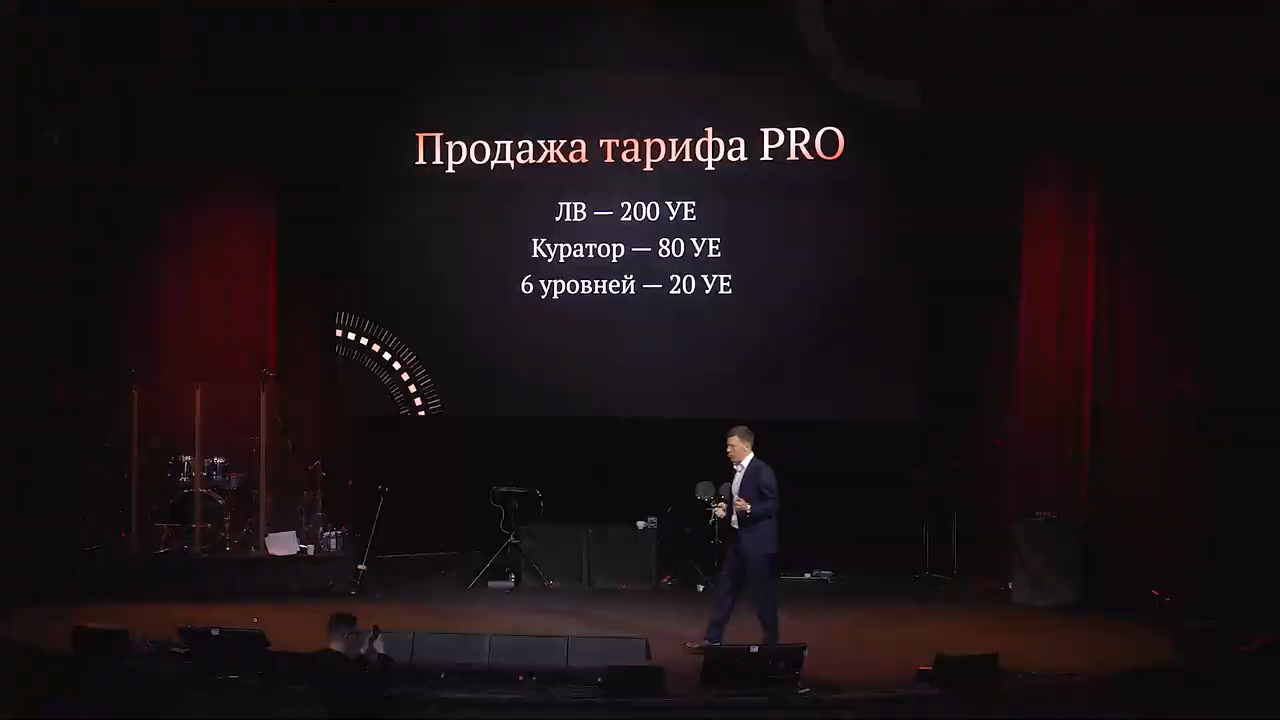 Продажа тарифа PRO
ЛВ — 200 УЕ
Куратор — 80 УЕ
6 уровней — 20 УЕ